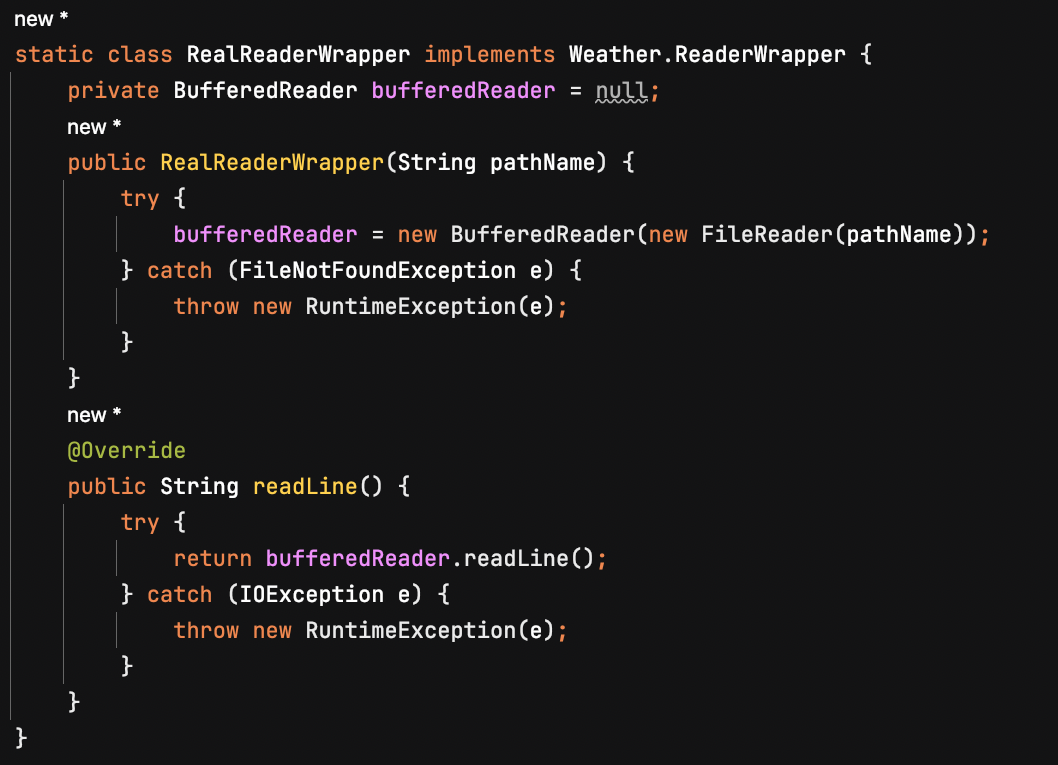 new *
static class RealReaderWrapper implements Weather.ReaderWrapper {
    private BufferedReader bufferedReader = null;
    new *
    public RealReaderWrapper(String pathName) {
        try {
            bufferedReader = new BufferedReader(new FileReader(pathName));
        } catch (FileNotFoundException e) {
            throw new RuntimeException(e);
        }
    }
    new *
    @Override
    public String readLine() {
        try {
            return bufferedReader.readLine();
        } catch (IOException e) {
            throw new RuntimeException(e);
        }
    }
}